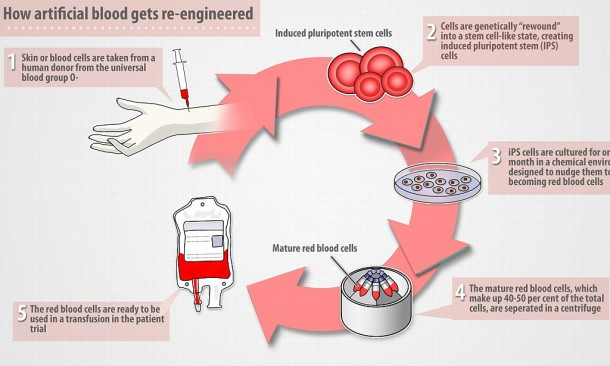 How artificial blood gets re-engineered
1 Skin or blood cells are taken from a
human donor from the universal
blood group O-
Induced pluripotent stem cells
2 Cells are genetically “rewound”
into a stem cell-like state, creating
induced pluripotent stem (IPS)
cells
3 iPS cells are cultured for
month in a chemical
designed to nudge them
becoming red blood cells
Mature red blood cells
4 The mature red blood cells, which
make up 40-50 per cent of the total
cells, are seperated in a centrifuge
5 The red blood cells are ready to be
used in a transfusion in the patient
trial